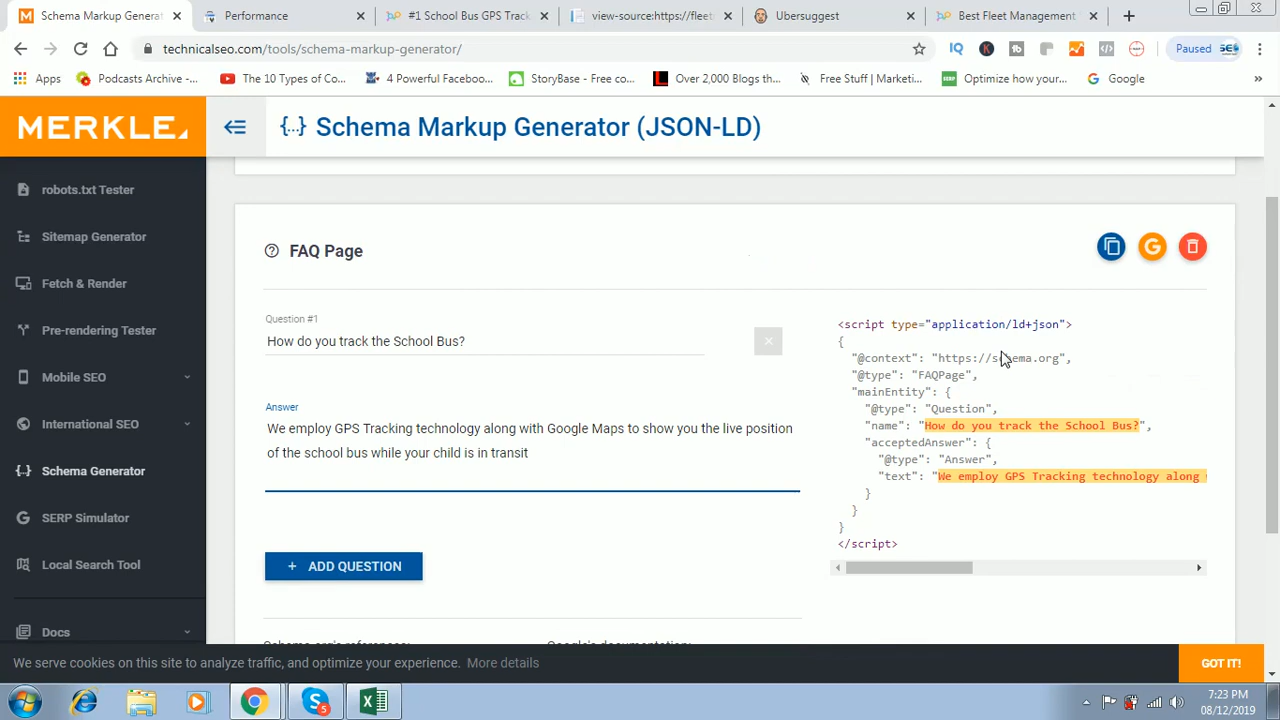 Schema Markup Genera
Performance
#1 School Bus GPS Track
view-source:https://fleet
Ubersuggest
Best Fleet Management
technicalseo.com/tools/schema-markup-generator/
Paused
Apps
Podcasts Archive -...
The 10 Types of Co...
4 Powerful Faceboo...
StoryBase - Free co...
Over 2,000 Blogs th...
Free Stuff | Marketi...
Optimize how your...
Google
MERKLE
{...} Schema Markup Generator (JSON-LD)
robots.txt Tester
Sitemap Generator
Fetch & Render
Pre-rendering Tester
Mobile SEO
International SEO
{...} Schema Generator
SERP Simulator
Local Search Tool
Docs
FAQ Page
Question #1
How do you track the School Bus?
Answer
We employ GPS Tracking technology along with Google Maps to show you the live position
of the school bus while your child is in transit
+ ADD QUESTION
<script type="application/ld+json">
{
"@context": "https://schema.org",
"@type": "FAQPage",
"mainEntity": {
"@type": "Question",
"name": "How do you track the School Bus?",
"acceptedAnswer": {
"@type": "Answer",
"text": "We employ GPS Tracking technology along
}
}
}
</script>
Schema.org's reference:
Google's documentation:
We serve cookies on this site to analyze traffic, and optimize your experience. More details
GOT IT!
7:23 PM
08/12/2019